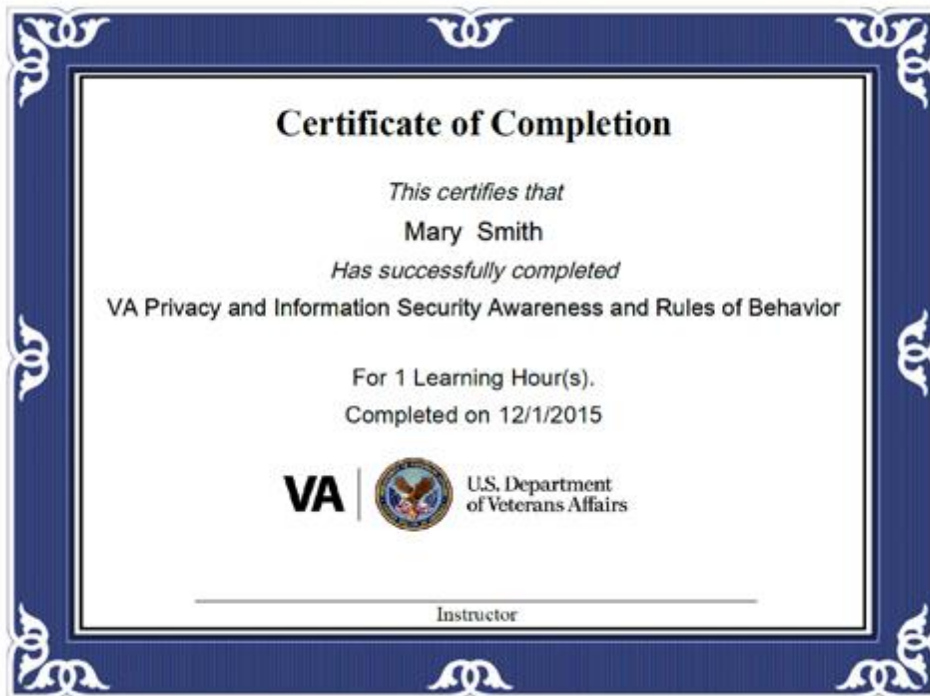 Certificate of Completion
This certifies that
Mary Smith
Has successfully completed
VA Privacy and Information Security Awareness and Rules of Behavior
For 1 Learning Hour(s).
Completed on 12/1/2015
VA
U.S. Department
of Veterans Affairs
Instructor